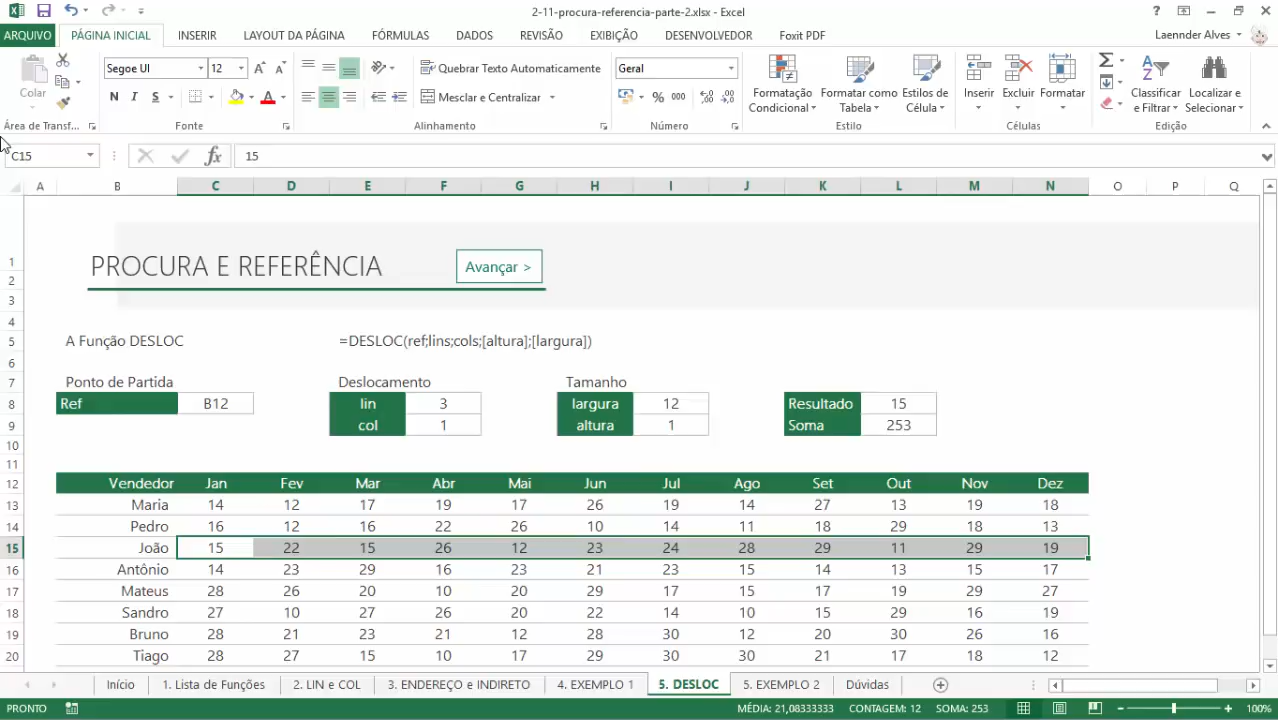 2-11-procura-referencia-parte-2.xlsx - Excel
ARQUIVO PÁGINA INICIAL INSERIR LAYOUT DA PÁGINA FÓRMULAS DADOS REVISÃO EXIBIÇÃO DESENVOLVEDOR Foxit PDF Laennder Alves
Colar Segoe UI 12 Quebrar Texto Automaticamente Geral
N I S Mesclar e Centralizar % 000 Formatação Condicional Formatar como Tabela Estilos de Célula Inserir Excluir Formatar Classificar e Filtrar Localizar e Selecionar
Área de Transf... Fonte Alinhamento Número Estilo Células Edição
C15 fx 15
A B C D E F G H I J K L M N O P Q
1 PROCURA E REFERÊNCIA Avançar >
2
3
4
5 A Função DESLOC =DESLOC(ref;lins;cols;[altura];[largura])
6
7 Ponto de Partida Deslocamento Tamanho
8 Ref B12 lin 3 largura 12 Resultado 15
9 col 1 altura 1 Soma 253
10
11
12 Vendedor Jan Fev Mar Abr Mai Jun Jul Ago Set Out Nov Dez
13 Maria 14 12 17 19 17 26 19 14 27 13 19 18
14 Pedro 16 12 16 22 26 10 14 11 18 29 18 13
15 João 15 22 15 26 12 23 24 28 29 11 29 19
16 Antônio 14 23 29 16 23 21 23 15 14 13 15 17
17 Mateus 28 26 20 10 20 29 17 15 17 17 29 27
18 Sandro 27 10 27 26 20 22 14 10 15 29 16 19
19 Bruno 28 21 23 21 12 28 30 12 20 30 26 16
20 Tiago 28 27 15 10 17 29 30 30 21 17 18 12
Início 1. Lista de Funções 2. LIN e COL 3. ENDEREÇO e INDIRETO 4. EXEMPLO 1 5. DESLOC 5. EXEMPLO 2 Dúvidas
PRONTO MÉDIA: 21,08333333 CONTAGEM: 12 SOMA: 253 100%